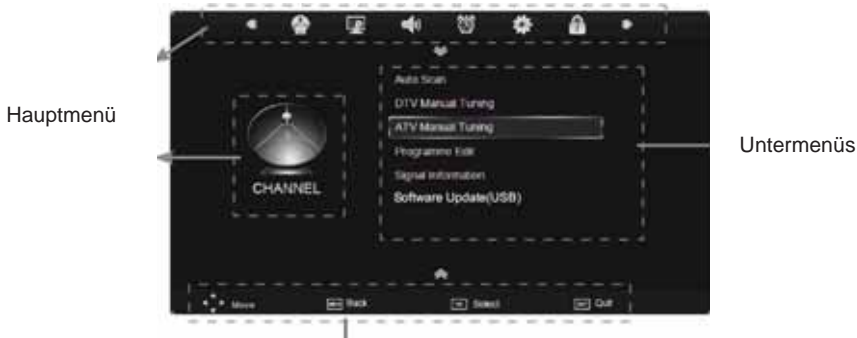 Hauptmenü
Auto Scan
DTV Manual Tuning
ATV Manual Tuning
Programme Edit
Signal Information
Software Update(USB)
CHANNEL
Untermenüs
Move Back Select Quit